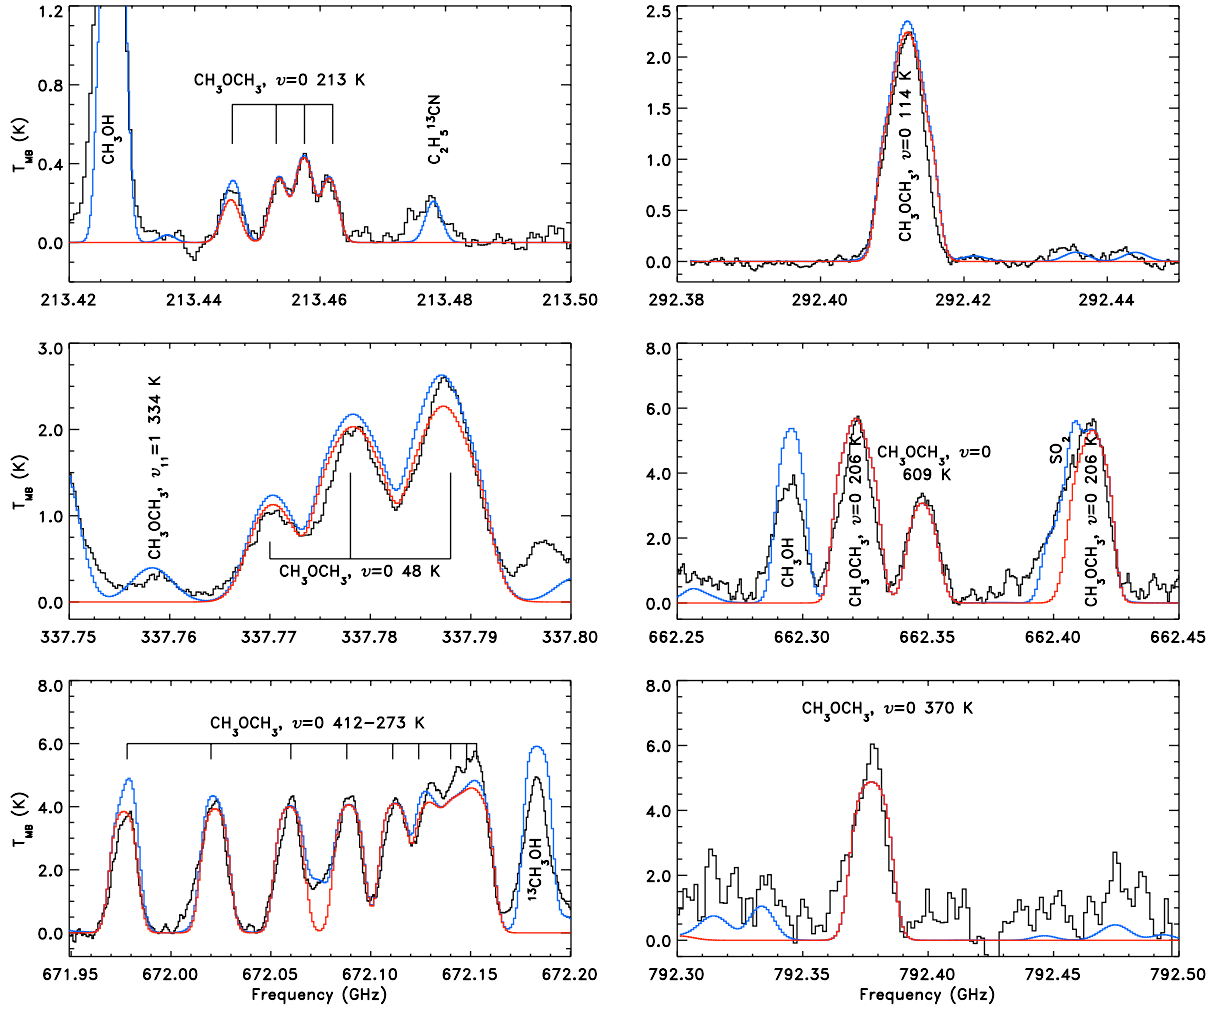 1.2
0.8
0.4
0.0
T_MB (K)
CH₃OH
CH₃OCH₃, υ=0 213 K
C₂H₅¹³CN
213.42 213.44 213.46 213.48 213.50
2.5
2.0
1.5
1.0
0.5
0.0
CH₃OCH₃, υ=0 114 K
292.38 292.40 292.42 292.44
3.0
2.0
1.0
0.0
T_MB (K)
CH₃OCH₃, υ₁₁=1 334 K
CH₃OCH₃, υ=0 48 K
337.75 337.76 337.77 337.78 337.79 337.80
8.0
6.0
4.0
2.0
0.0
CH₃OH
CH₃OCH₃, υ=0 206 K
CH₃OCH₃, υ=0
609 K
SO₂
CH₃OCH₃, υ=0 206 K
662.25 662.30 662.35 662.40 662.45
8.0
6.0
4.0
2.0
0.0
T_MB (K)
CH₃OCH₃, υ=0 412−273 K
¹³CH₃OH
671.95 672.00 672.05 672.10 672.15 672.20
Frequency (GHz)
8.0
6.0
4.0
2.0
0.0
CH₃OCH₃, υ=0 370 K
792.30 792.35 792.40 792.45 792.50
Frequency (GHz)